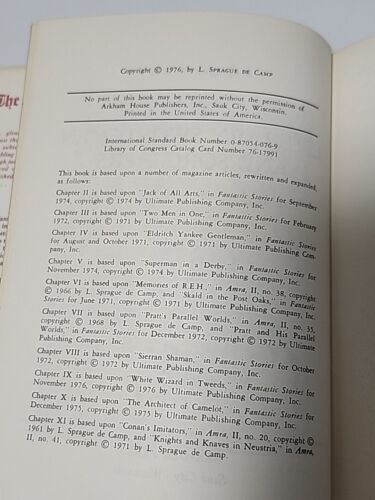 The
Copyright © 1976, by L. SPRAGUE DE CAMP
No part of this book may be reprinted without the permission of
Arkham House Publishers, Inc., Sauk City, Wisconsin.
Printed in the United States of America.
International Standard Book Number 0-87054-076-9
Library of Congress Catalog Card Number 76-17991
This book is based upon a number of magazine articles, rewritten and expanded,
as follows:
Chapter II is based upon "Jack of All Arts," in Fantastic Stories for September
1974, copyright © 1974 by Ultimate Publishing Company, Inc.
Chapter III is based upon "Two Men in One," in Fantastic Stories for February
1972, copyright © 1971 by Ultimate Publishing Company, Inc.
Chapter IV is based upon "Eldritch Yankee Gentleman," in Fantastic Stories
for August and October 1971, copyright © 1971 by Ultimate Publishing Com-
pany, Inc.
Chapter V is based upon "Superman in a Derby," in Fantastic Stories for
November 1974, copyright © 1974 by Ultimate Publishing Company, Inc.
Chapter VI is based upon "Memories of R.E.H.," in Amra, II, no. 38, copyright
© 1966 by L. Sprague de Camp, and "Skald in the Post Oaks," in Fantastic
Stories for June 1971, copyright © 1971 by Ultimate Publishing Company, Inc.
Chapter VII is based upon "Pratt's Parallel Worlds," in Amra, II, no. 35,
copyright © 1968 by L. Sprague de Camp, and "Pratt and His Parallel
Worlds," in Fantastic Stories for December 1972, copyright © 1972 by Ultimate
Publishing Company, Inc.
Chapter VIII is based upon "Sierran Shaman," in Fantastic Stories for October
1972, copyright © 1972 by Ultimate Publishing Company, Inc.
Chapter IX is based upon "White Wizard in Tweeds," in Fantastic Stories for
November 1976, copyright © 1976 by Ultimate Publishing Company, Inc.
Chapter X is based upon "The Architect of Camelot," in Fantastic Stories for
December 1975, copyright © 1975 by Ultimate Publishing Company, Inc.
Chapter XI is based upon "Conan's Imitators," in Amra, II, no. 20, copyright ©
1961 by L. Sprague de Camp, and "Knights and Knaves in Neustria," in Amra,
II, no. 41, copyright © 1971 by L. Sprague de Camp.